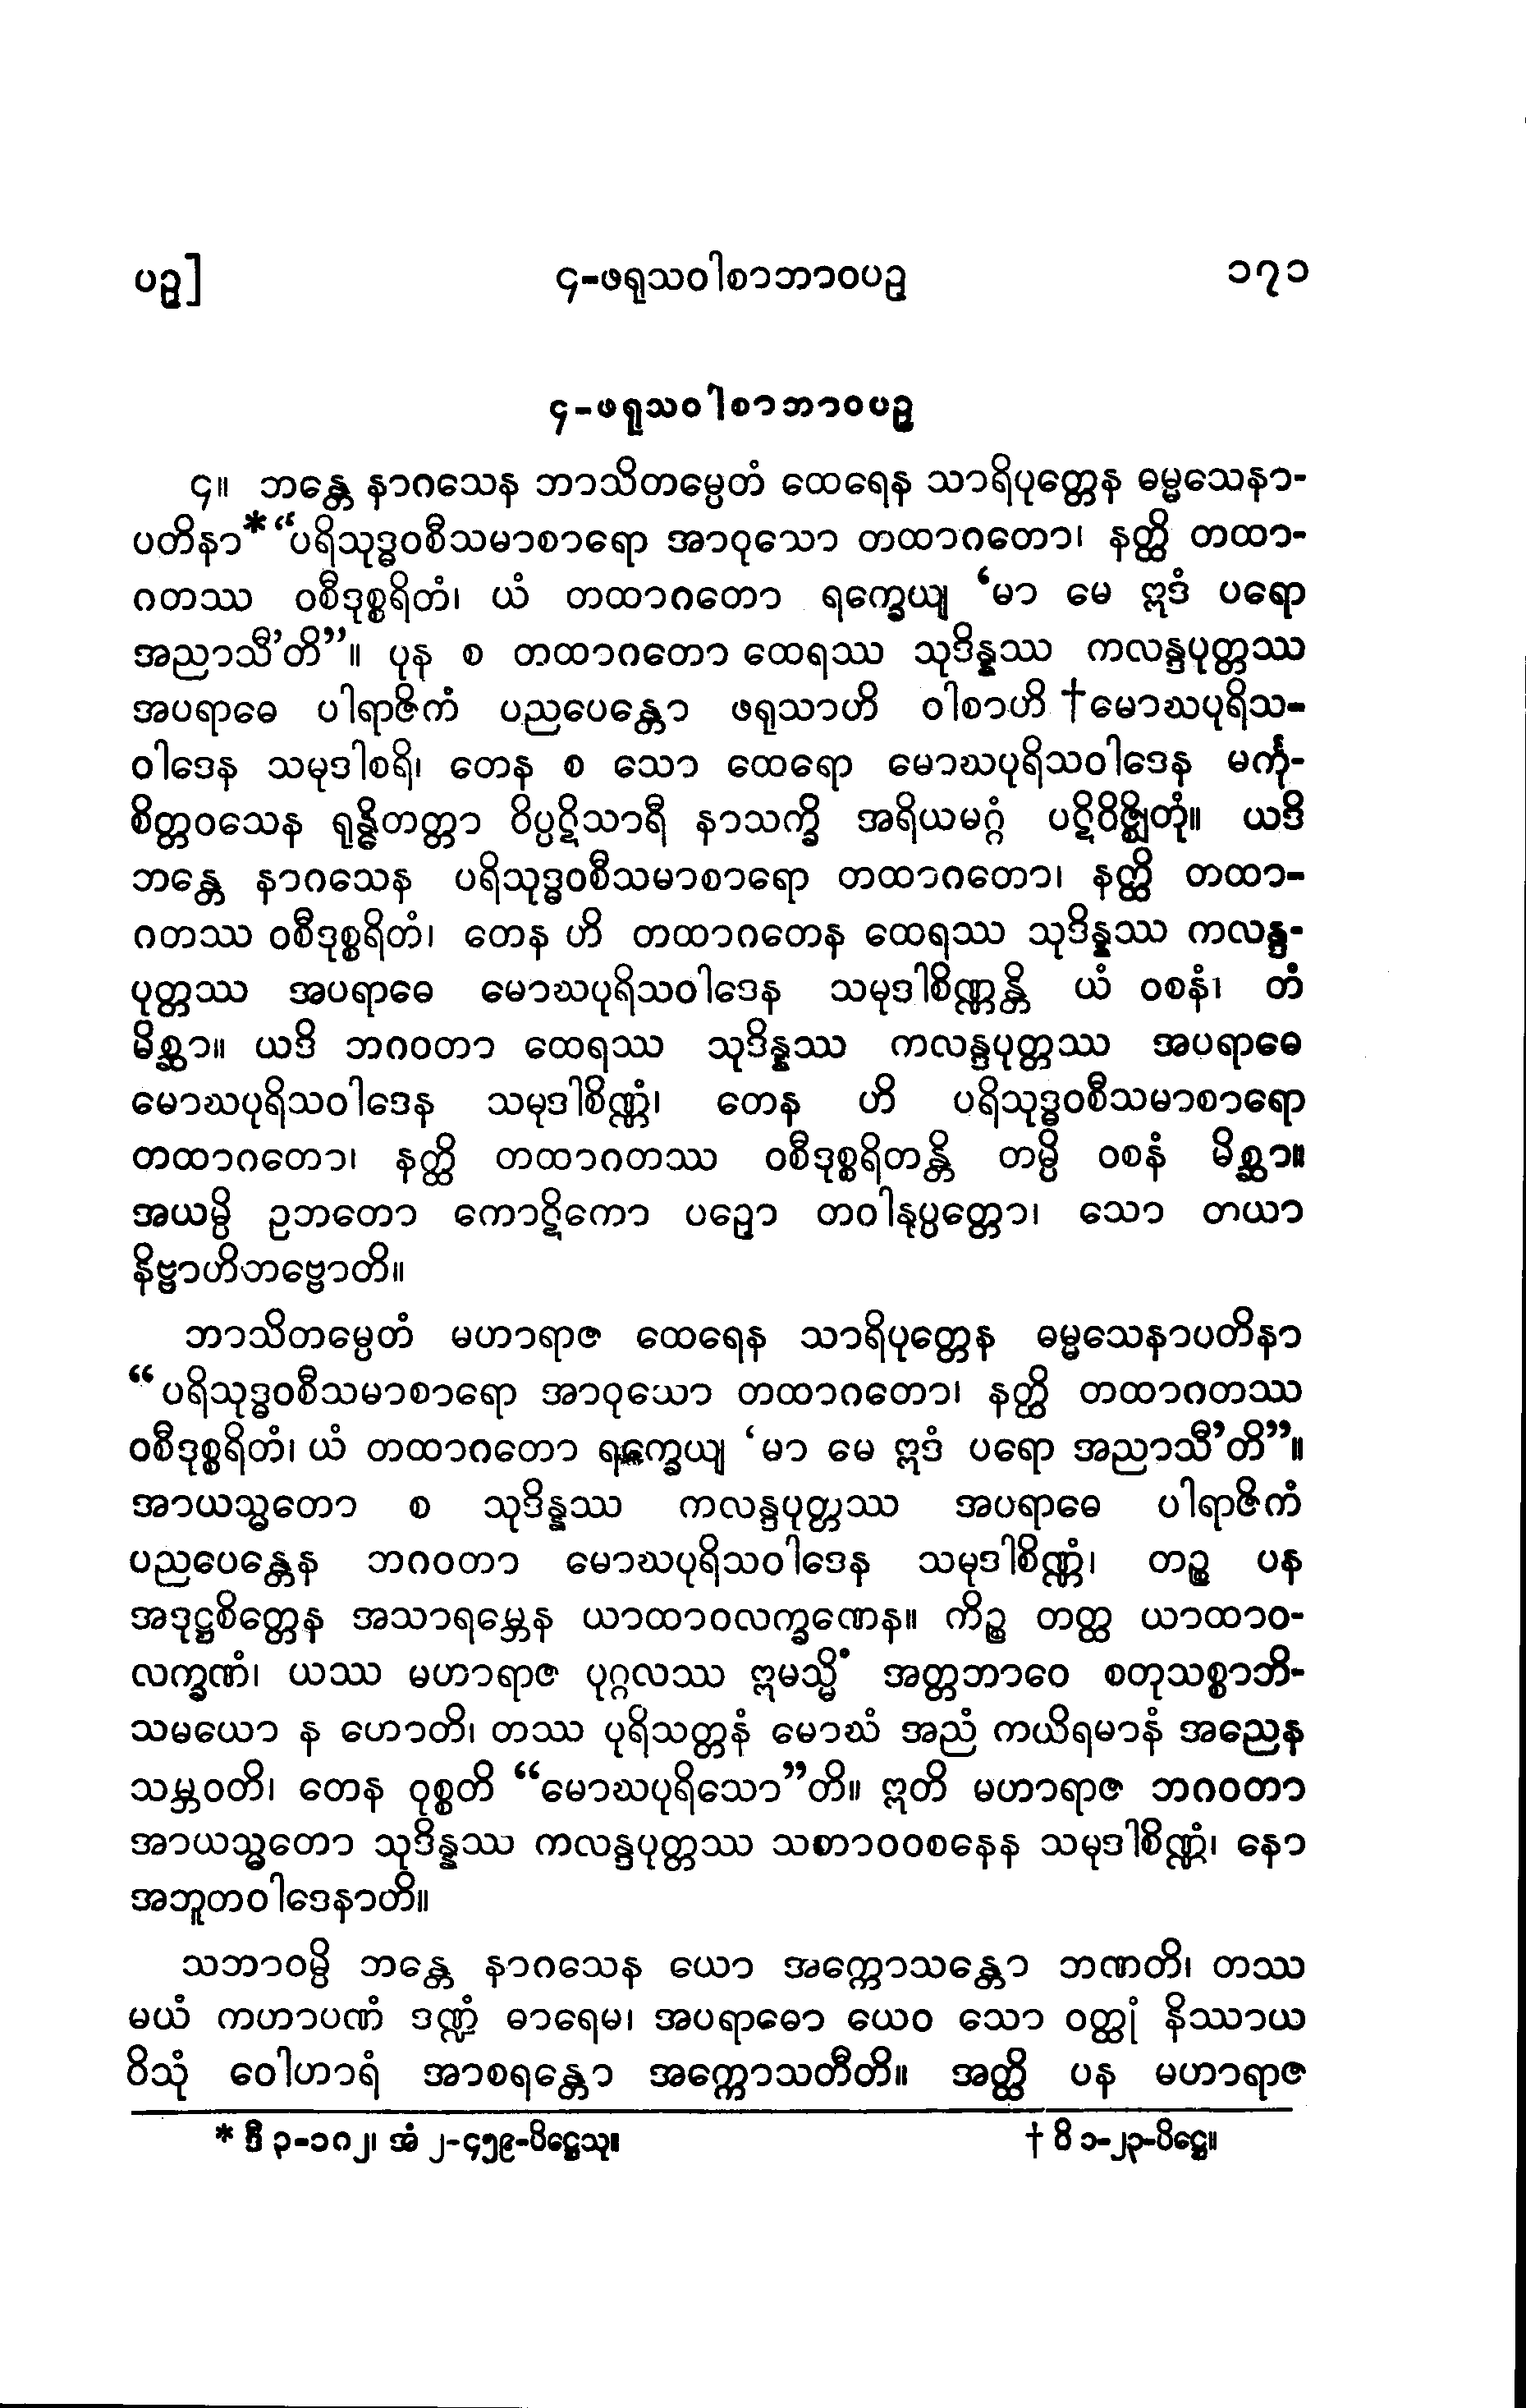 ပဉှ]	၄-ဖရုသဝါစာဘာဝပဉှ	၁၇၁
၄-ဖရုသဝါစာဘာဝပဉှ
၄။ ဘန္တေ နာဂသေန ဘာသိတမ္ပေတံ ထေရေန သာရိပုတ္တေန ဓမ္မသေနာ-
ပတိနာ*“ပရိသုဒ္ဓဝစီသမာစာရော အာဝုသော တထာဂတော၊ နတ္ထိ တထာ-
ဂတဿ ဝစီဒုစ္စရိတံ၊ ယံ တထာဂတော ရက္ခေယျ ‘မာ မေ ဣဒံ ပရော
အညာသီ’တိ”။ ပုန စ တထာဂတော ထေရဿ သုဒိန္နဿ ကလန္ဒပုတ္တဿ
အပရာဓေ ပါရာဇိကံ ပညပေန္တော ဖရုသာဟိ ဝါစာဟိ †မောဃပုရိသ-
ဝါဒေန သမုဒါစရိ၊ တေန စ သော ထေရော မောဃပုရိသဝါဒေန မင်္ကု-
စိတ္တဝသေန ရုန္ဓိတတ္တာ ဝိပ္ပဋိသာရီ နာသက္ခိ အရိယမဂ္ဂံ ပဋိဝိဇ္ဈိတုံ။ ယဒိ
ဘန္တေ နာဂသေန ပရိသုဒ္ဓဝစီသမာစာရော တထာဂတော၊ နတ္ထိ တထာ-
ဂတဿ ဝစီဒုစ္စရိတံ၊ တေန ဟိ တထာဂတေန ထေရဿ သုဒိန္နဿ ကလန္ဒ-
ပုတ္တဿ အပရာဓေ မောဃပုရိသဝါဒေန သမုဒါစိဏ္ဏန္တိ ယံ ဝစနံ၊ တံ
မိစ္ဆာ။ ယဒိ ဘဂဝတာ ထေရဿ သုဒိန္နဿ ကလန္ဒပုတ္တဿ အပရာဓေ
မောဃပုရိသဝါဒေန သမုဒါစိဏ္ဏံ၊ တေန ဟိ ပရိသုဒ္ဓဝစီသမာစာရော
တထာဂတော၊ နတ္ထိ တထာဂတဿ ဝစီဒုစ္စရိတန္တိ တမ္ပိ ဝစနံ မိစ္ဆာ။
အယမ္ပိ ဥဘတော ကောဋိကော ပဉှော တဝါနုပ္ပတ္တော၊ သော တယာ
နိဗ္ဗာဟိတဗ္ဗောတိ။
ဘာသိတမ္ပေတံ မဟာရာဇ ထေရေန သာရိပုတ္တေန ဓမ္မသေနာပတိနာ
“ပရိသုဒ္ဓဝစီသမာစာရော အာဝုသော တထာဂတော၊ နတ္ထိ တထာဂတဿ
ဝစီဒုစ္စရိတံ၊ ယံ တထာဂတော ရက္ခေယျ ‘မာ မေ ဣဒံ ပရော အညာသီ’တိ”။
အာယသ္မတော စ သုဒိန္နဿ ကလန္ဒပုတ္တဿ အပရာဓေ ပါရာဇိကံ
ပညပေန္တေန ဘဂဝတာ မောဃပုရိသဝါဒေန သမုဒါစိဏ္ဏံ၊ တဉ္စ ပန
အဒုဋ္ဌစိတ္တေန အသာရမ္ဘေန ယာထာဝလက္ခဏေန။ ကိဉ္စ တတ္ထ ယာထာဝ-
လက္ခဏံ၊ ယဿ မဟာရာဇ ပုဂ္ဂလဿ ဣမသ္မိံ အတ္တဘာဝေ စတုသစ္စာဘိ-
သမယော န ဟောတိ၊ တဿ ပုရိသတ္တနံ မောဃံ အညံ ကယိရမာနံ အညေန
သမ္ဘဝတိ၊ တေန ဝုစ္စတိ “မောဃပုရိသော”တိ။ ဣတိ မဟာရာဇ ဘဂဝတာ
အာယသ္မတော သုဒိန္နဿ ကလန္ဒပုတ္တဿ သဘာဝဝစနေန သမုဒါစိဏ္ဏံ၊ နော
အဘူတဝါဒေနာတိ။
သဘာဝမ္ပိ ဘန္တေ နာဂသေန ယော အက္ကောသန္တော ဘဏတိ၊ တဿ
မယံ ကဟာပဏံ ဒဏ္ဍံ ဓာရေမ၊ အပရာဓော ယေဝ သော ဝတ္ထုံ နိဿာယ
ဝိသုံ ဝေါဟာရံ အာစရန္တော အက္ကောသတီတိ။ အတ္ထိ ပန မဟာရာဇ
* ဒီ ၃-၁၈၂၊ အံ ၂-၄၅၉-ပိဋ္ဌေသု။	† ဝိ ၁-၂၃-ပိဋ္ဌေ။